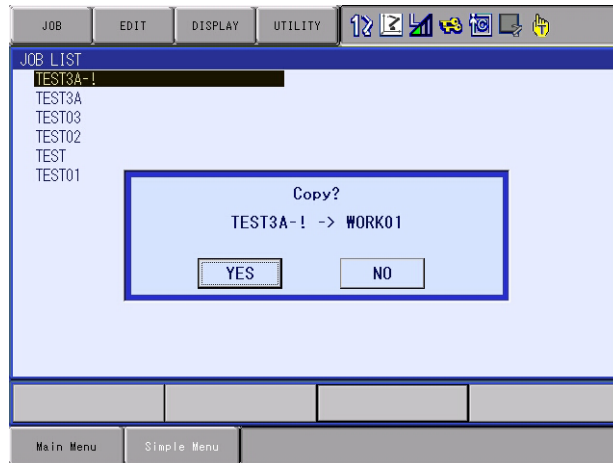 JOB EDIT DISPLAY UTILITY
JOB LIST
TEST3A-!
TEST3A
TEST03
TEST02
TEST
TEST01
Copy?
TEST3A-! -> WORK01
YES NO
Main Menu Simple Menu